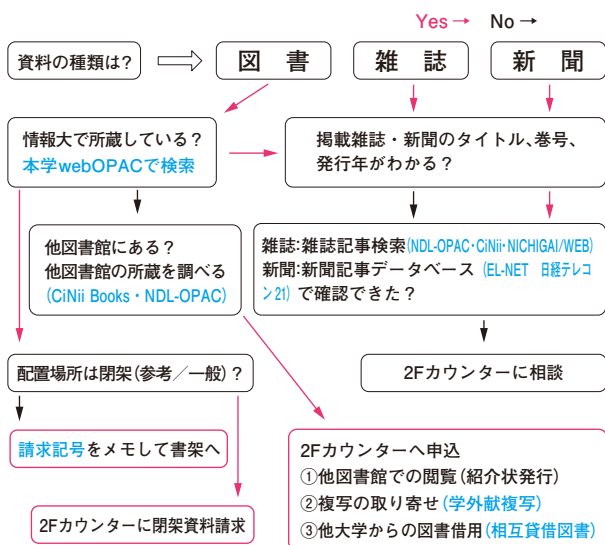 Yes → No →
資料の種類は?
図書
雑誌
新聞
情報大で所蔵している?
本学webOPACで検索
掲載雑誌・新聞のタイトル、巻号、
発行年がわかる?
他図書館にある?
他図書館の所蔵を調べる
(CiNii Books・NDL-OPAC)
雑誌:雑誌記事検索(NDL-OPAC・CiNii・NICHIGAI/WEB)
新聞:新聞記事データベース(EL-NET 日経テレコ
ン21)で確認できた?
配置場所は閉架(参考/一般)?
2Fカウンターに相談
請求記号をメモして書架へ
2Fカウンターに閉架資料請求
2Fカウンターへ申込
①他図書館での閲覧(紹介状発行)
②複写の取り寄せ(学外献複写)
③他大学からの図書借用(相互貸借図書)